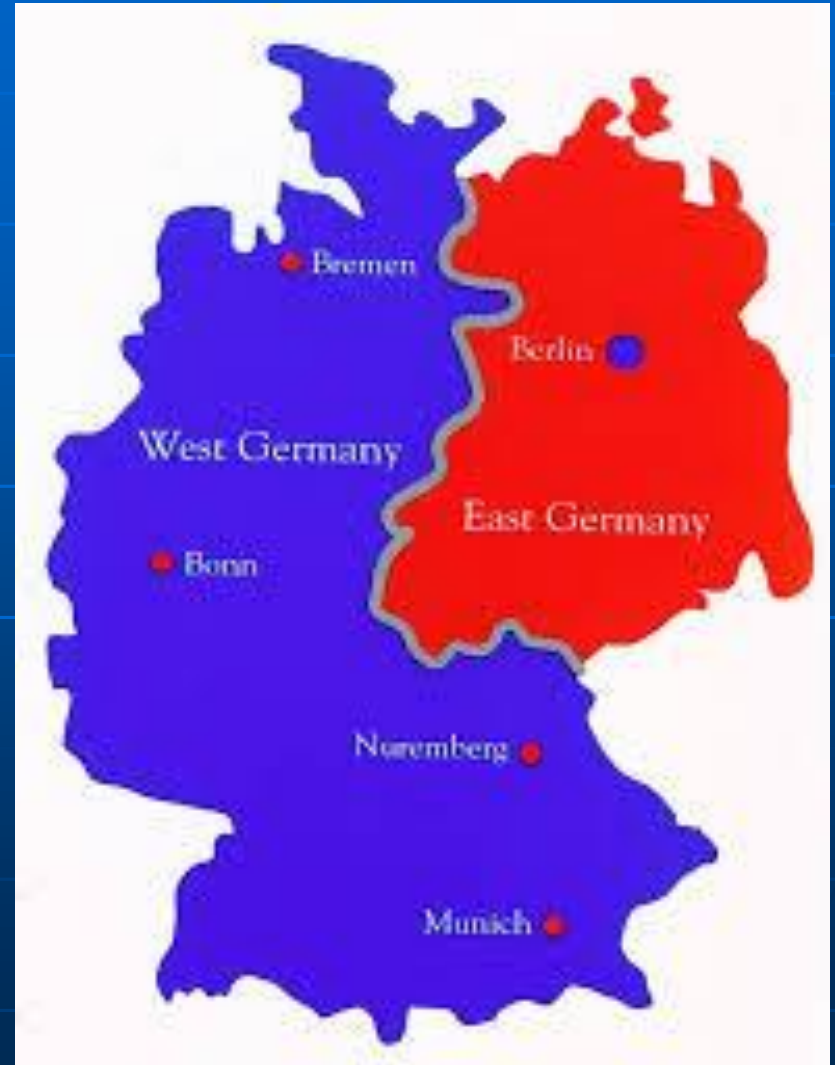 Bremen
Berlin
West Germany
East Germany
Bonn
Nuremberg
Munich